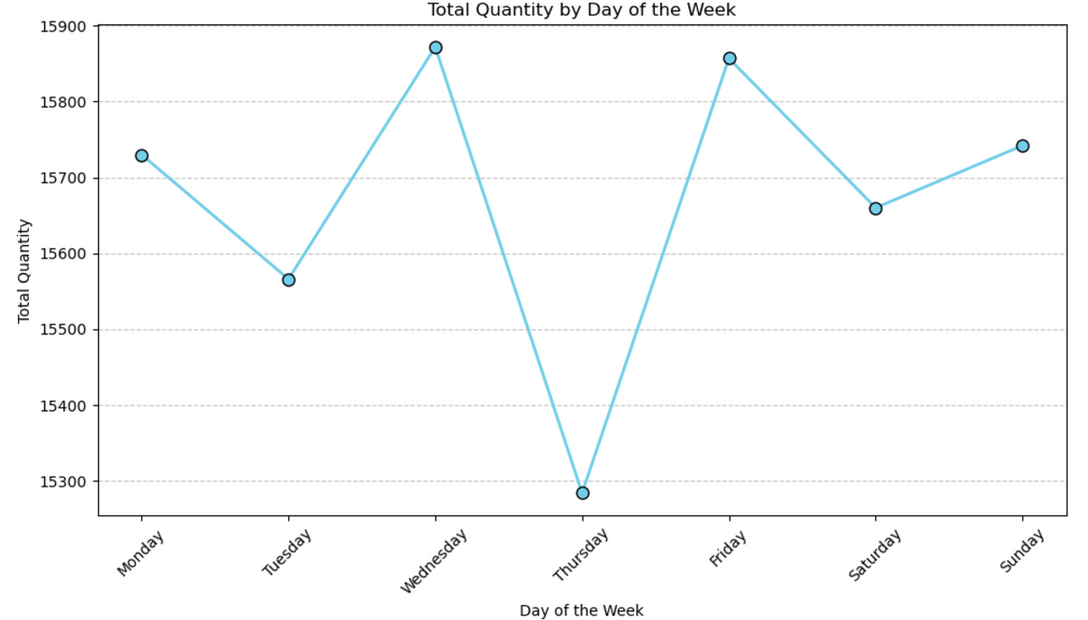 Total Quantity by Day of the Week
Total Quantity
15900
15800
15700
15600
15500
15400
15300
Monday
Tuesday
Wednesday
Thursday
Friday
Saturday
Sunday
Day of the Week